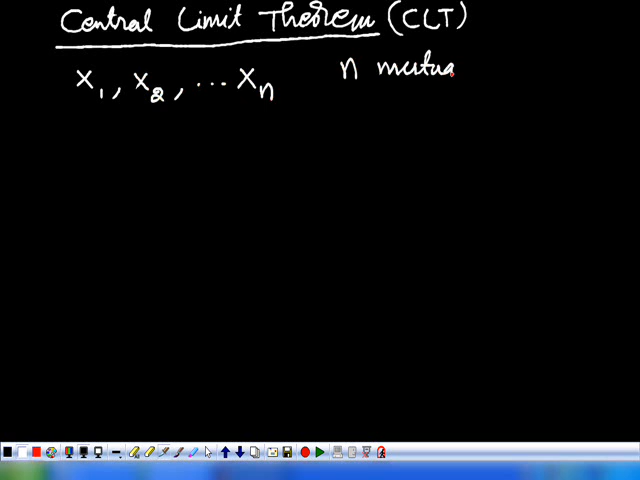 Central Limit Theorem (CLT)
X1, X2, ... Xn n mutua